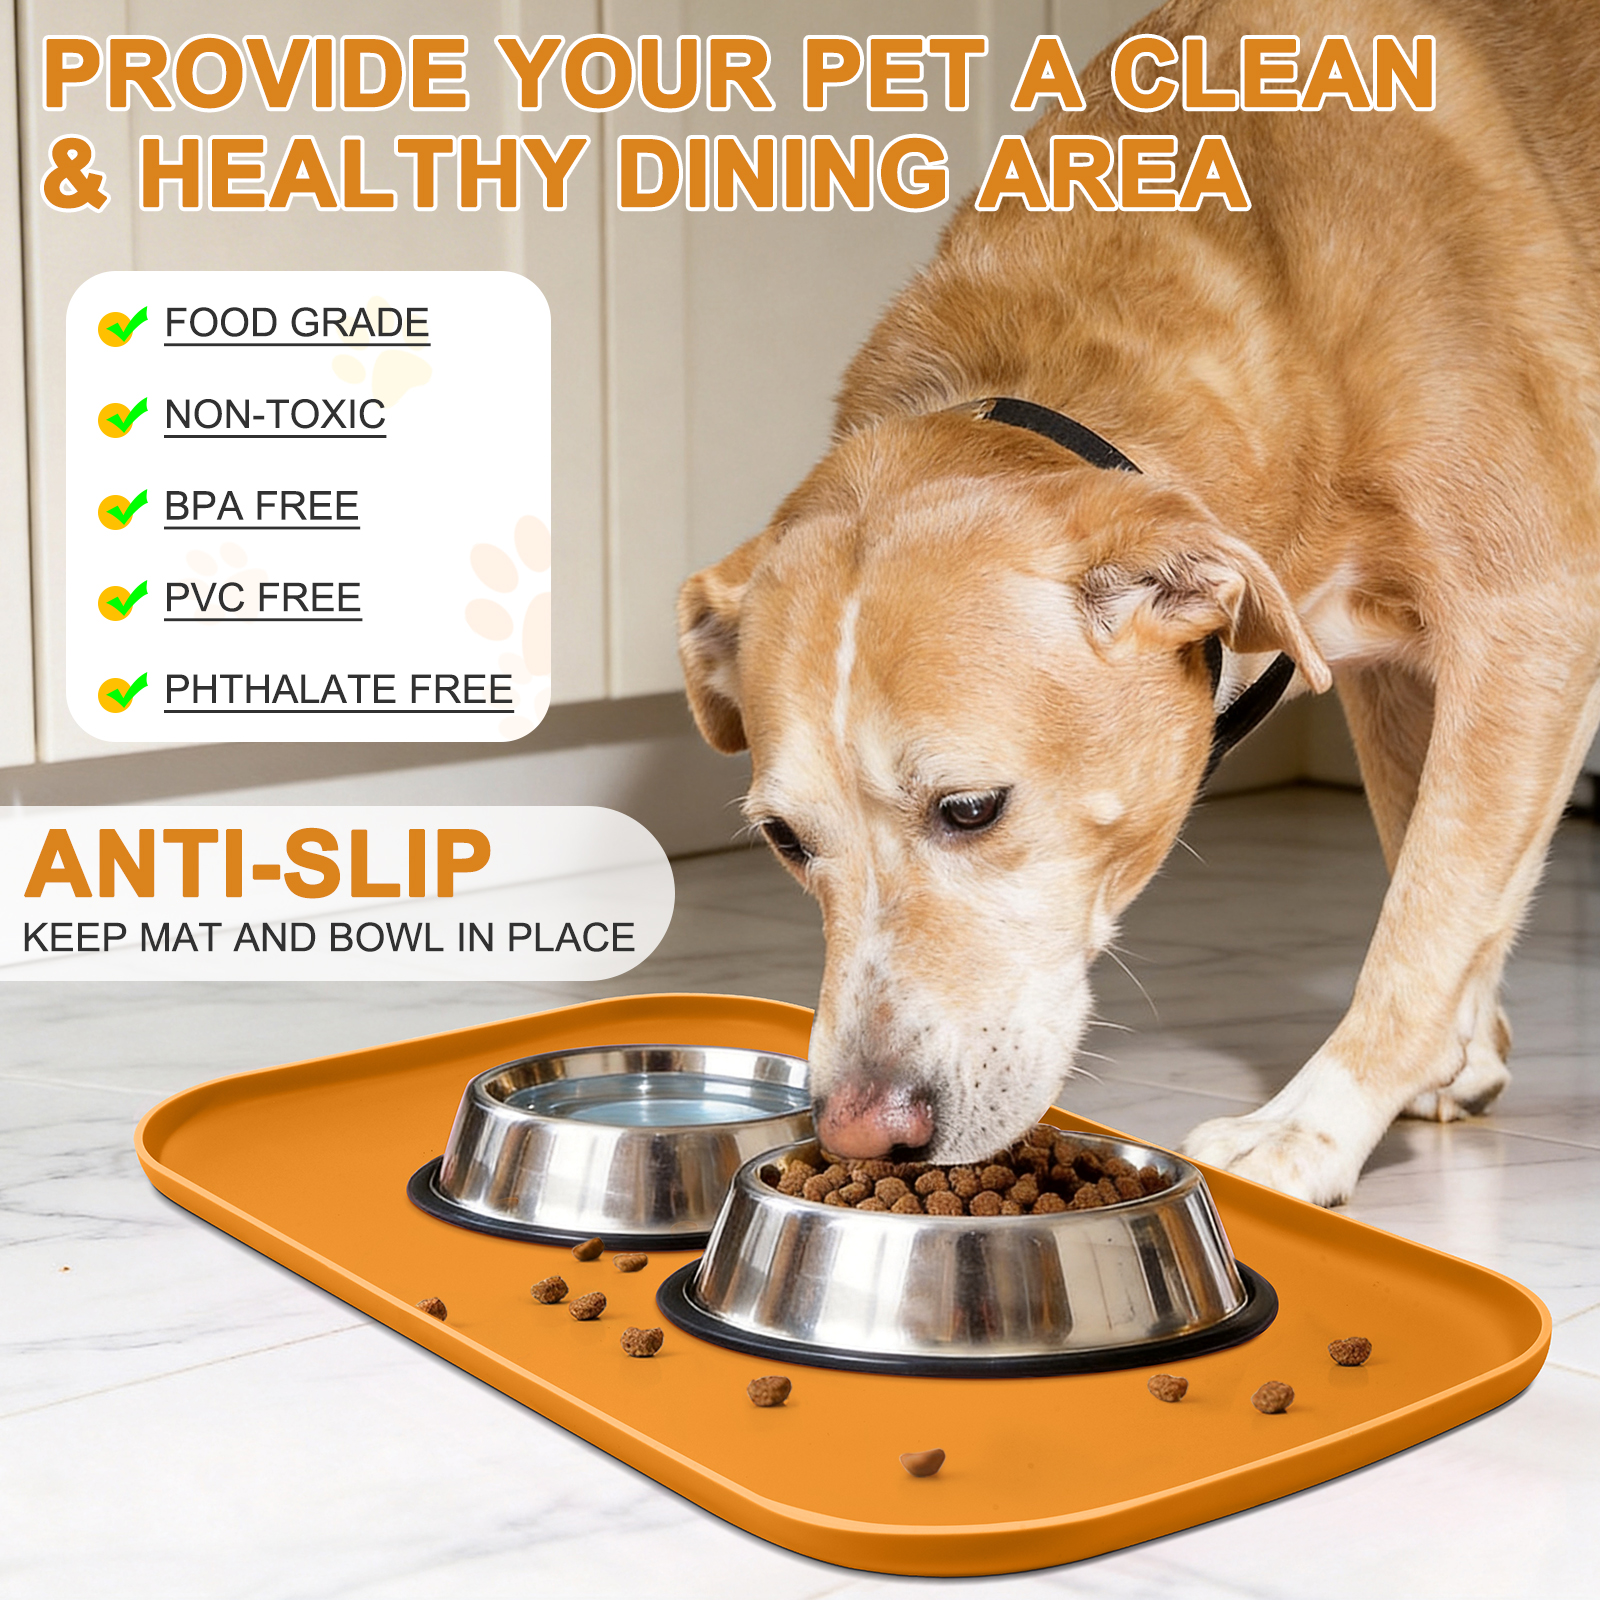 PROVIDE YOUR PET A CLEAN
& HEALTHY DINING AREA
FOOD GRADE
NON-TOXIC
BPA FREE
PVC FREE
PHTHALATE FREE
ANTI-SLIP
KEEP MAT AND BOWL IN PLACE